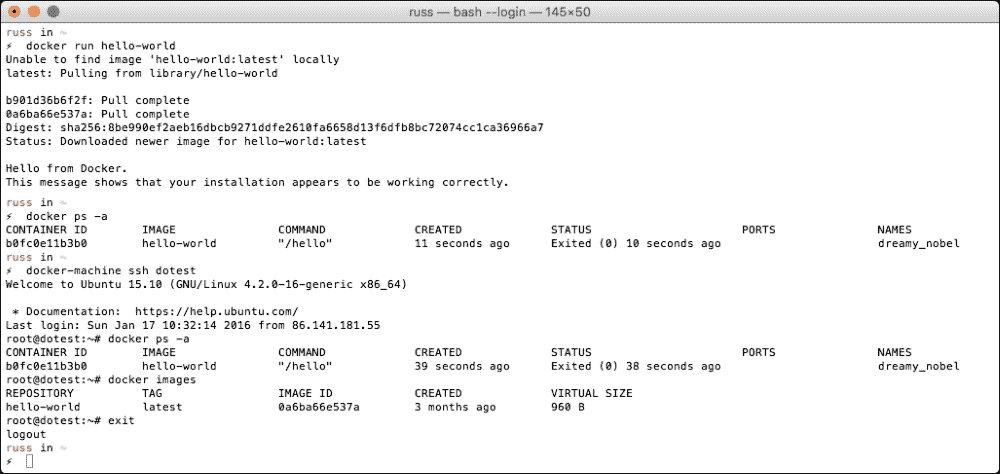 russ — bash --login — 145×50
russ in ~
⚡ docker run hello-world
Unable to find image 'hello-world:latest' locally
latest: Pulling from library/hello-world
b901d36b6f2f: Pull complete
0a6ba66e537a: Pull complete
Digest: sha256:8be990ef2aeb16dbcb9271ddfe2610fa6658d13f6dfb8bc72074cc1ca36966a7
Status: Downloaded newer image for hello-world:latest
Hello from Docker.
This message shows that your installation appears to be working correctly.
russ in ~
⚡ docker ps -a
CONTAINER ID IMAGE COMMAND CREATED STATUS PORTS NAMES
b0fc0e11b3b0 hello-world "/hello" 11 seconds ago Exited (0) 10 seconds ago dreamy_nobel
russ in ~
⚡ docker-machine ssh dotest
Welcome to Ubuntu 15.10 (GNU/Linux 4.2.0-16-generic x86_64)
* Documentation: https://help.ubuntu.com/
Last login: Sun Jan 17 10:32:14 2016 from 86.141.181.55
root@dotest:~# docker ps -a
CONTAINER ID IMAGE COMMAND CREATED STATUS PORTS NAMES
b0fc0e11b3b0 hello-world "/hello" 39 seconds ago Exited (0) 38 seconds ago dreamy_nobel
root@dotest:~# docker images
REPOSITORY TAG IMAGE ID CREATED VIRTUAL SIZE
hello-world latest 0a6ba66e537a 3 months ago 960 B
root@dotest:~# exit
logout
russ in ~
⚡